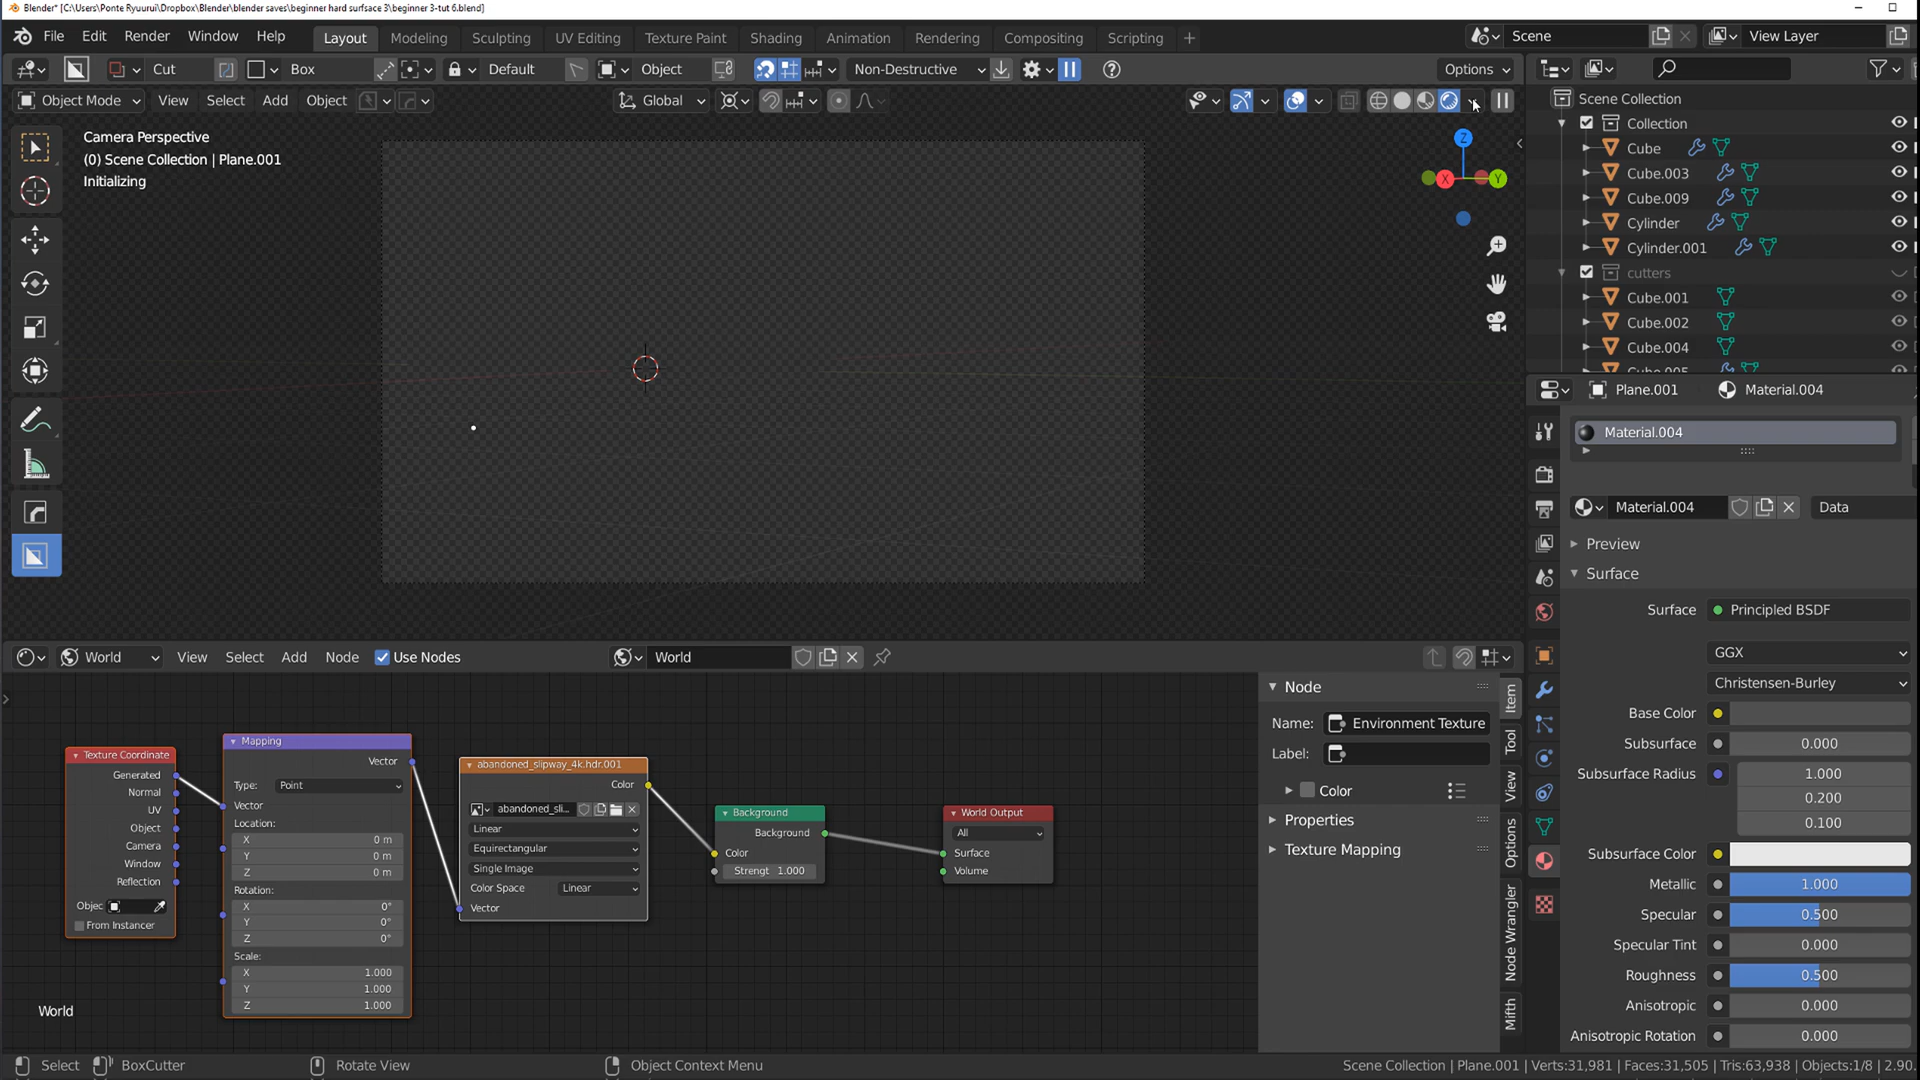 Blender* [C:\Users\Ponte Ryuurui\Dropbox\Blender\blender saves\beginner hard surfsace 3\beginner 3-tut 6.blend]
File Edit Render Window Help Layout Modeling Sculpting UV Editing Texture Paint Shading Animation Rendering Compositing Scripting + Scene View Layer
Cut Box Default Object Non-Destructive Options
Object Mode View Select Add Object Global
Camera Perspective
(0) Scene Collection | Plane.001
Initializing
Z
X
Y
Scene Collection
Collection
Cube
Cube.003
Cube.009
Cylinder
Cylinder.001
cutters
Cube.001
Cube.002
Cube.004
Cube.005
Plane.001 Material.004
Material.004
Material.004 Data
Preview
Surface
Surface Principled BSDF
GGX
Christensen-Burley
Base Color
Subsurface 0.000
Subsurface Radius 1.000
0.200
0.100
Subsurface Color
Metallic 1.000
Specular 0.500
Specular Tint 0.000
Roughness 0.500
Anisotropic 0.000
Anisotropic Rotation 0.000
World View Select Add Node Use Nodes World
Texture Coordinate
Generated
Normal
UV
Object
Camera
Window
Reflection
Objec
From Instancer
Mapping
Vector
Type: Point
Vector
Location:
X 0 m
Y 0 m
Z 0 m
Rotation:
X 0°
Y 0°
Z 0°
Scale:
X 1.000
Y 1.000
Z 1.000
abandoned_slipway_4k.hdr.001
Color
abandoned_sli...
Linear
Equirectangular
Single Image
Color Space Linear
Vector
Background
Background
Color
Strengt 1.000
World Output
All
Surface
Volume
World
Node
Name: Environment Texture
Label:
Color
Properties
Texture Mapping
Item
Tool
View
Options
Node Wrangler
Mifth
Select BoxCutter Rotate View Object Context Menu Scene Collection | Plane.001 | Verts:31,981 | Faces:31,505 | Tris:63,938 | Objects:1/8 | 2.90.